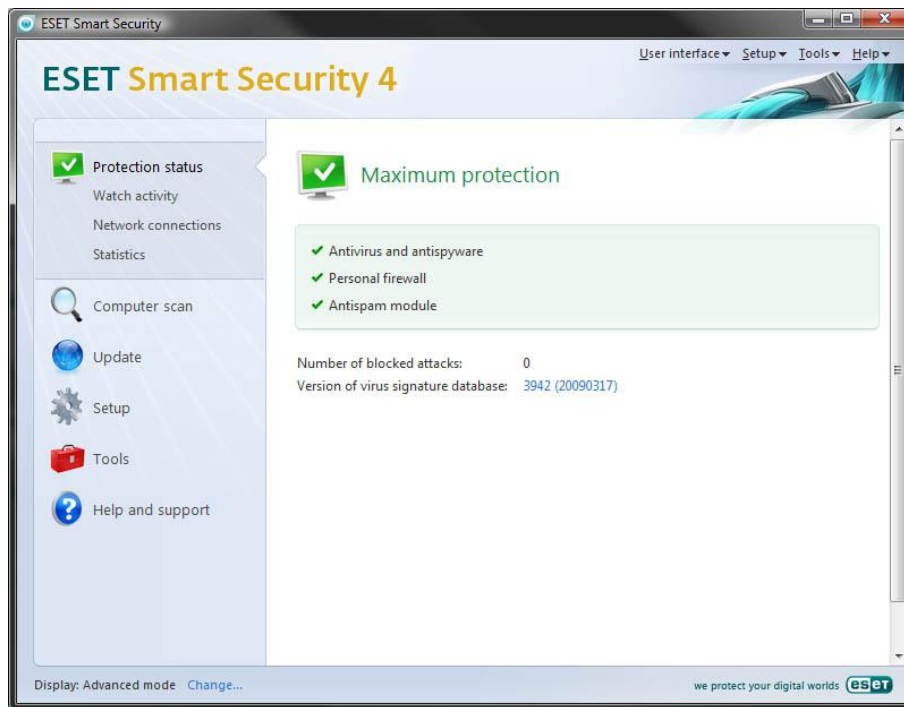 ESET Smart Security
User interface Setup Tools Help
ESET Smart Security 4
Protection status
Watch activity
Network connections
Statistics
Computer scan
Update
Setup
Tools
Help and support
Maximum protection
Antivirus and antispyware
Personal firewall
Antispam module
Number of blocked attacks: 0
Version of virus signature database: 3942 (20090317)
Display: Advanced mode Change...
we protect your digital worlds eset